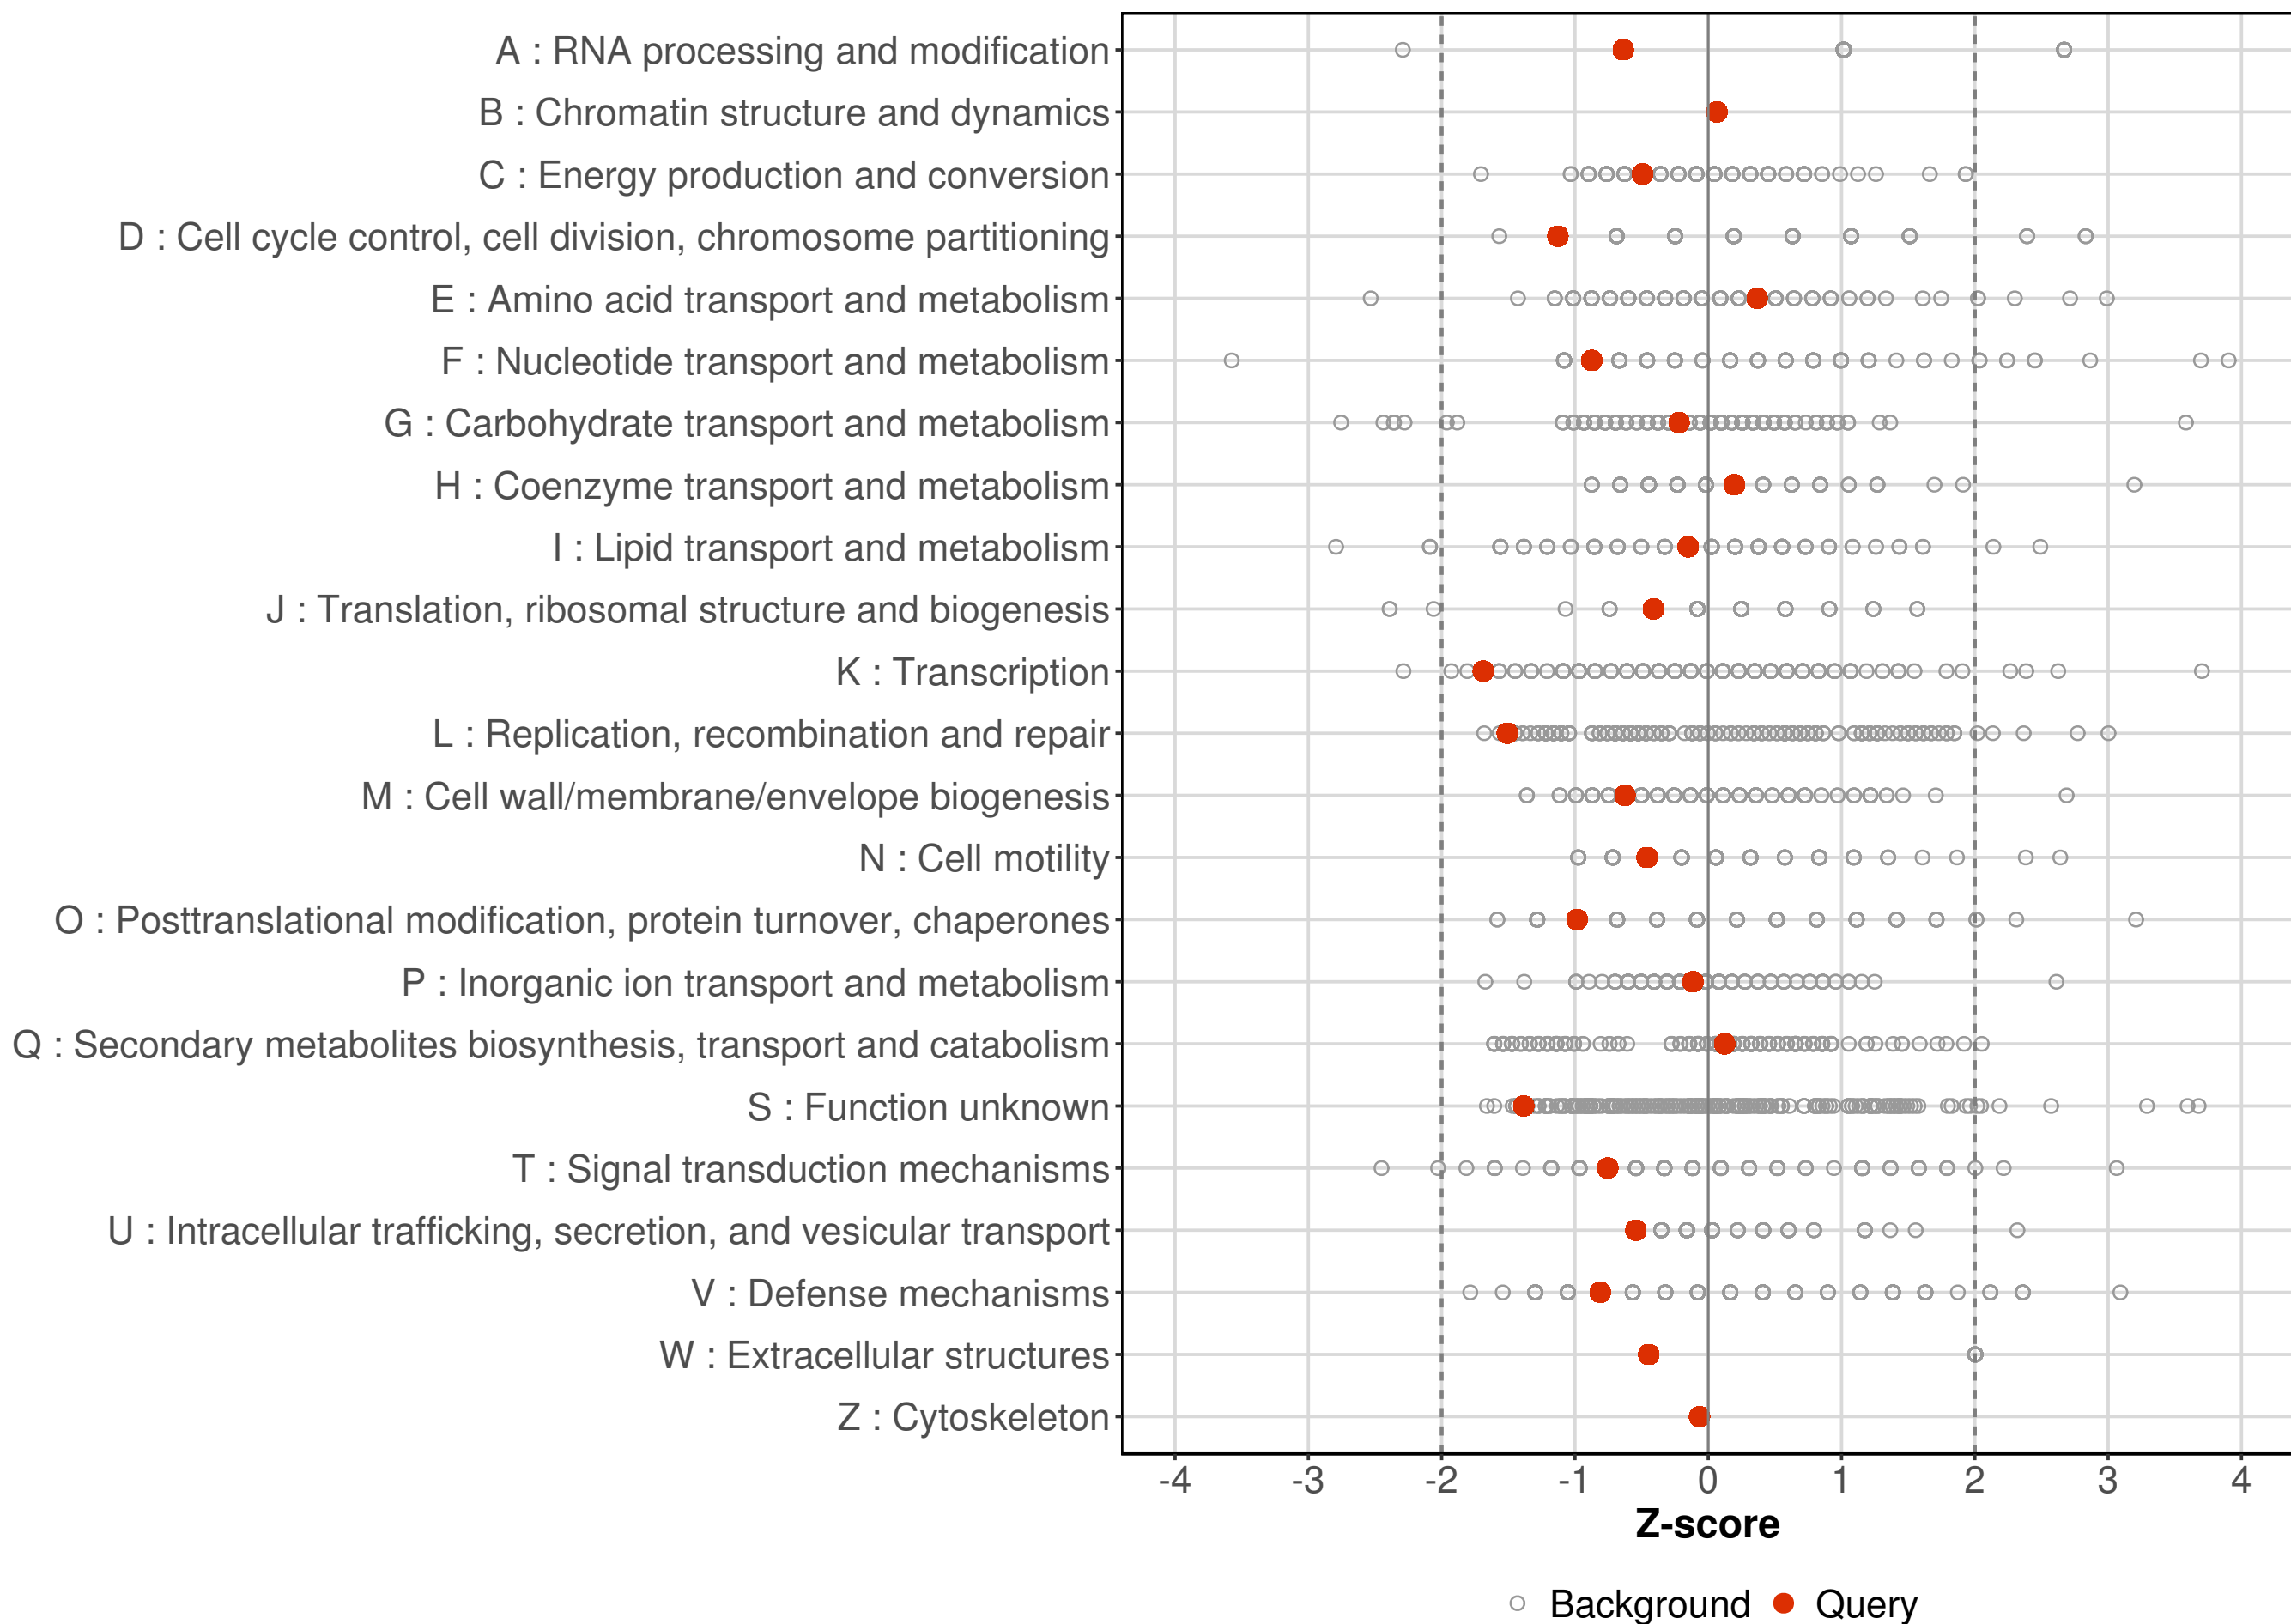 A : RNA processing and modification
B : Chromatin structure and dynamics
C : Energy production and conversion
D : Cell cycle control, cell division, chromosome partitioning
E : Amino acid transport and metabolism
F : Nucleotide transport and metabolism
G : Carbohydrate transport and metabolism
H : Coenzyme transport and metabolism
I : Lipid transport and metabolism
J : Translation, ribosomal structure and biogenesis
K : Transcription
L : Replication, recombination and repair
M : Cell wall/membrane/envelope biogenesis
N : Cell motility
O : Posttranslational modification, protein turnover, chaperones
P : Inorganic ion transport and metabolism
Q : Secondary metabolites biosynthesis, transport and catabolism
S : Function unknown
T : Signal transduction mechanisms
U : Intracellular trafficking, secretion, and vesicular transport
V : Defense mechanisms
W : Extracellular structures
Z : Cytoskeleton
-4 -3 -2 -1 0 1 2 3 4
Z-score
Background Query